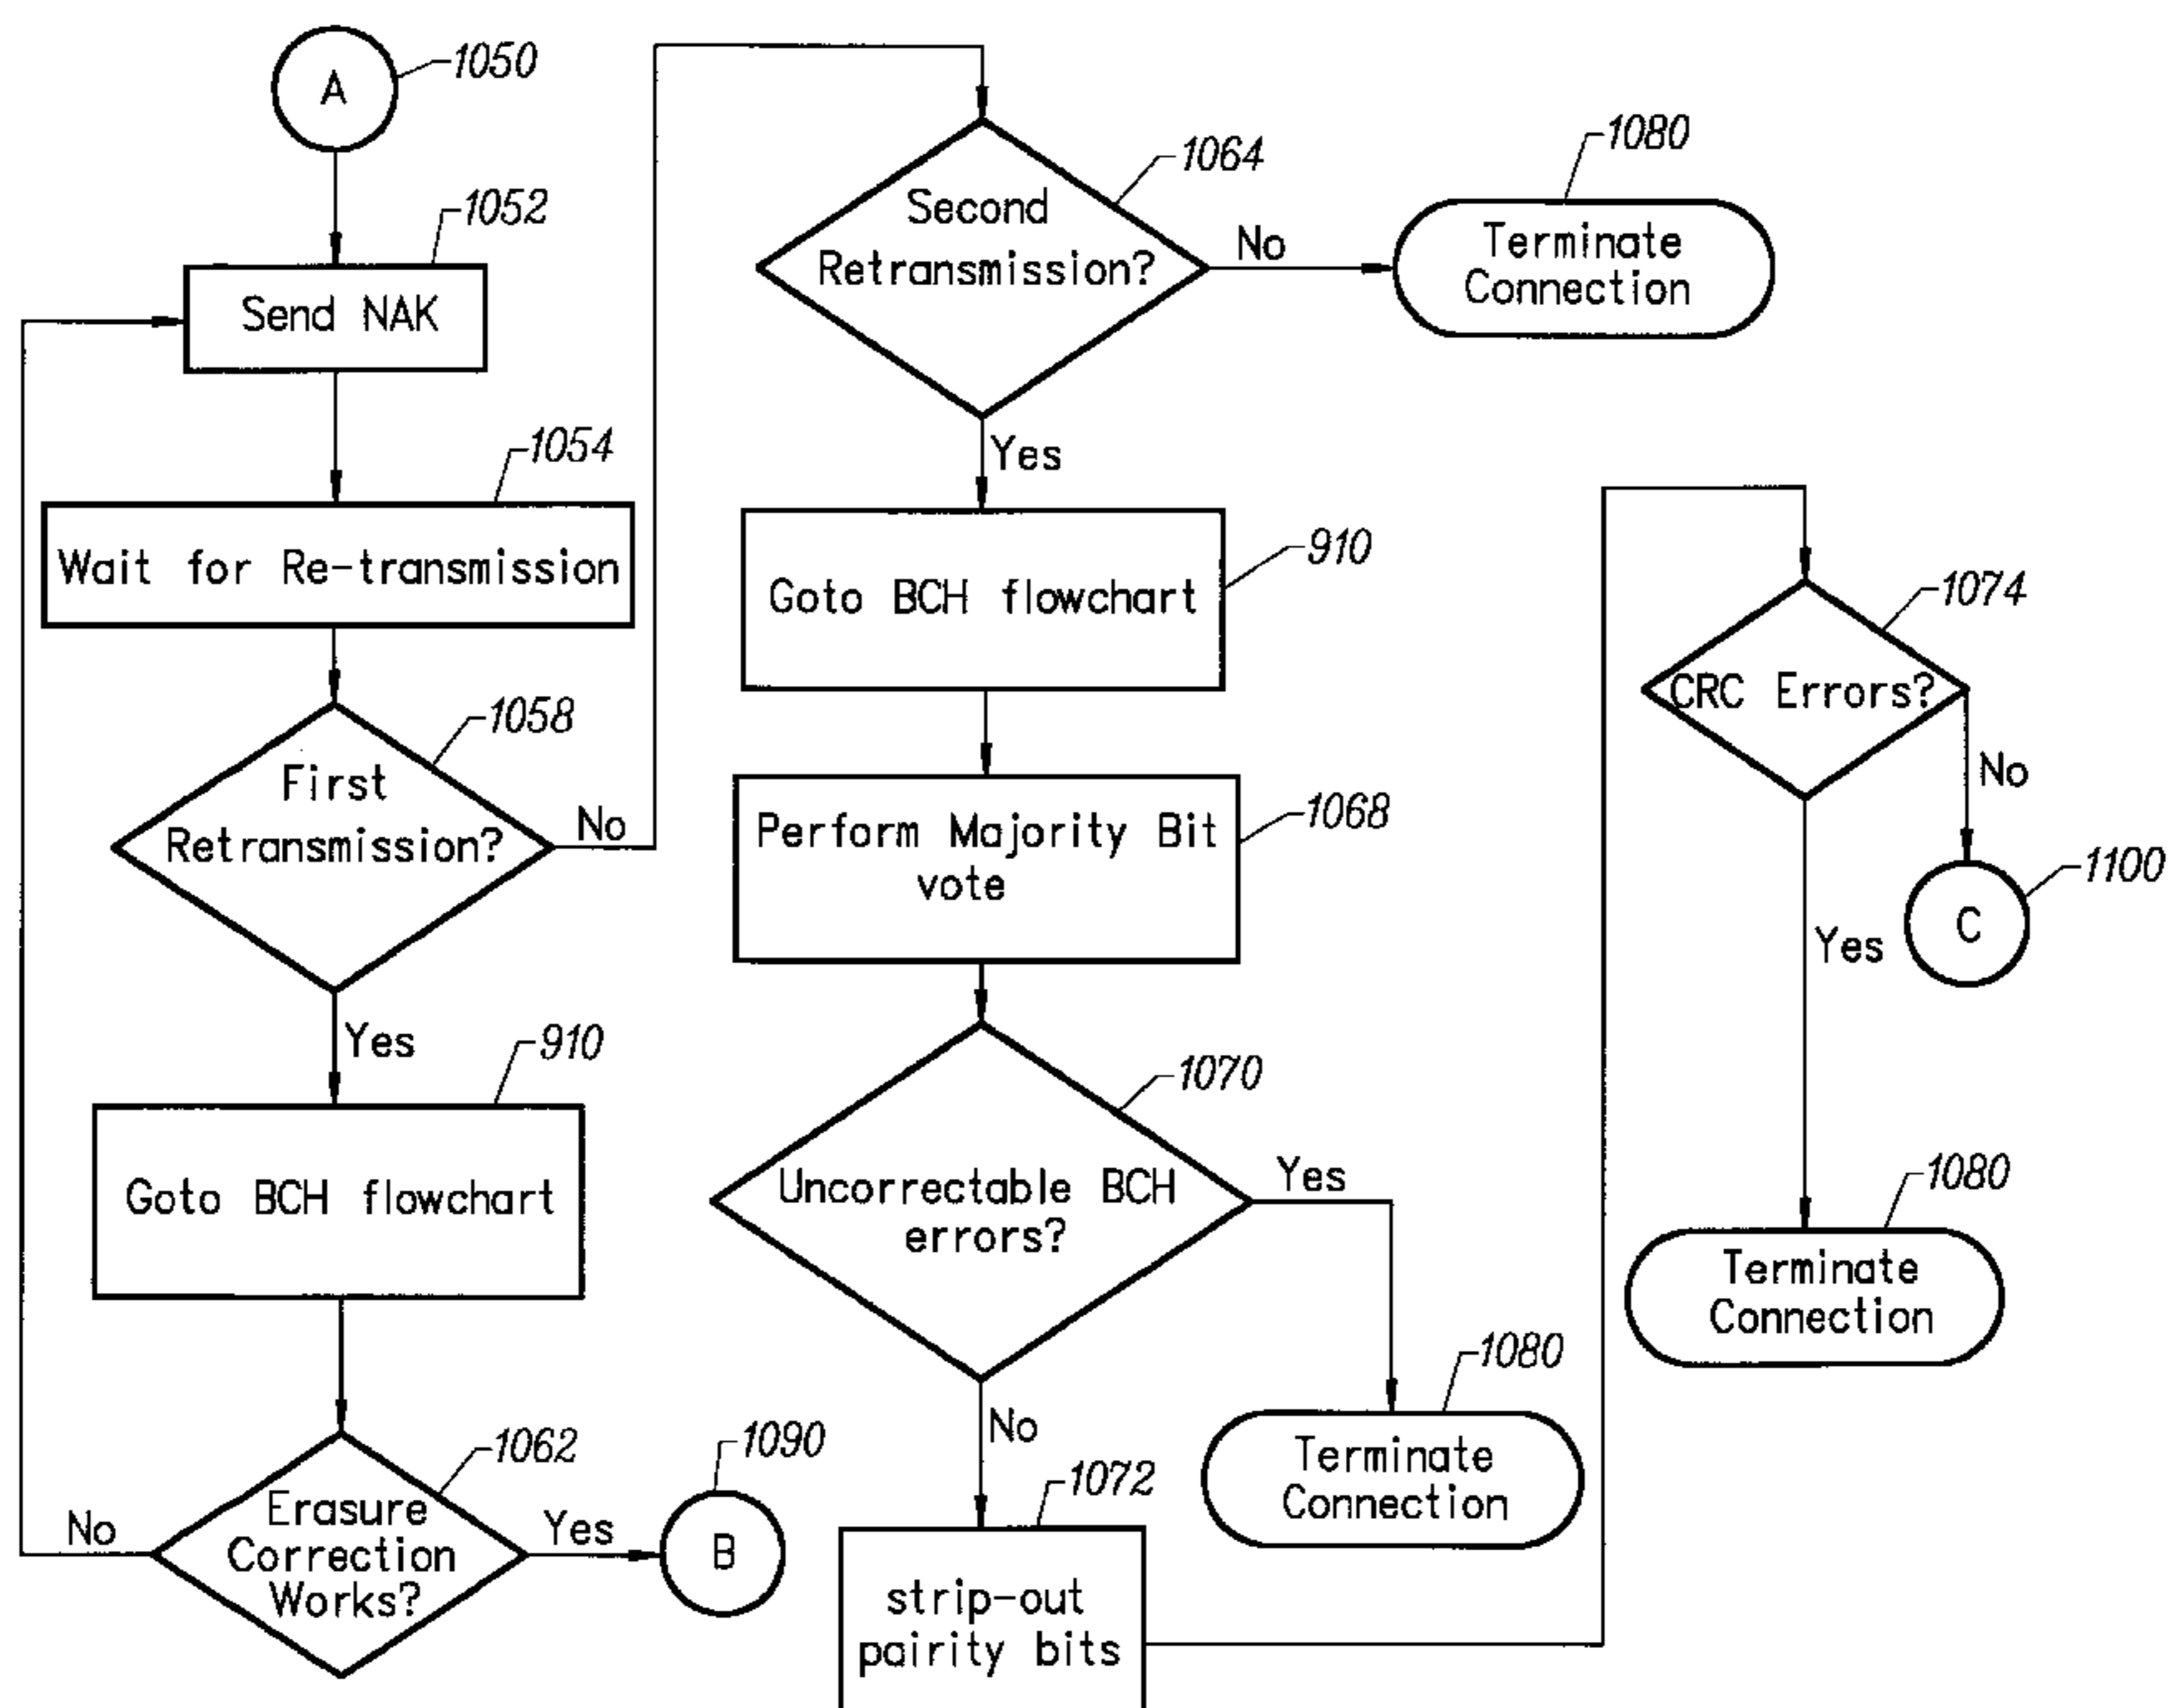 A
1050
1052
Send NAK
1054
Wait for Re-transmission
1058
First
Retransmission?
No
Yes
910
Goto BCH flowchart
1062
Erasure
Correction
Works?
No
Yes
1090
B
1064
Second
Retransmission?
No
1080
Terminate
Connection
Yes
910
Goto BCH flowchart
1068
Perform Majority Bit
vote
1070
Uncorrectable BCH
errors?
Yes
1080
Terminate
Connection
No
1072
strip-out
pairity bits
1074
CRC Errors?
No
1100
C
Yes
1080
Terminate
Connection